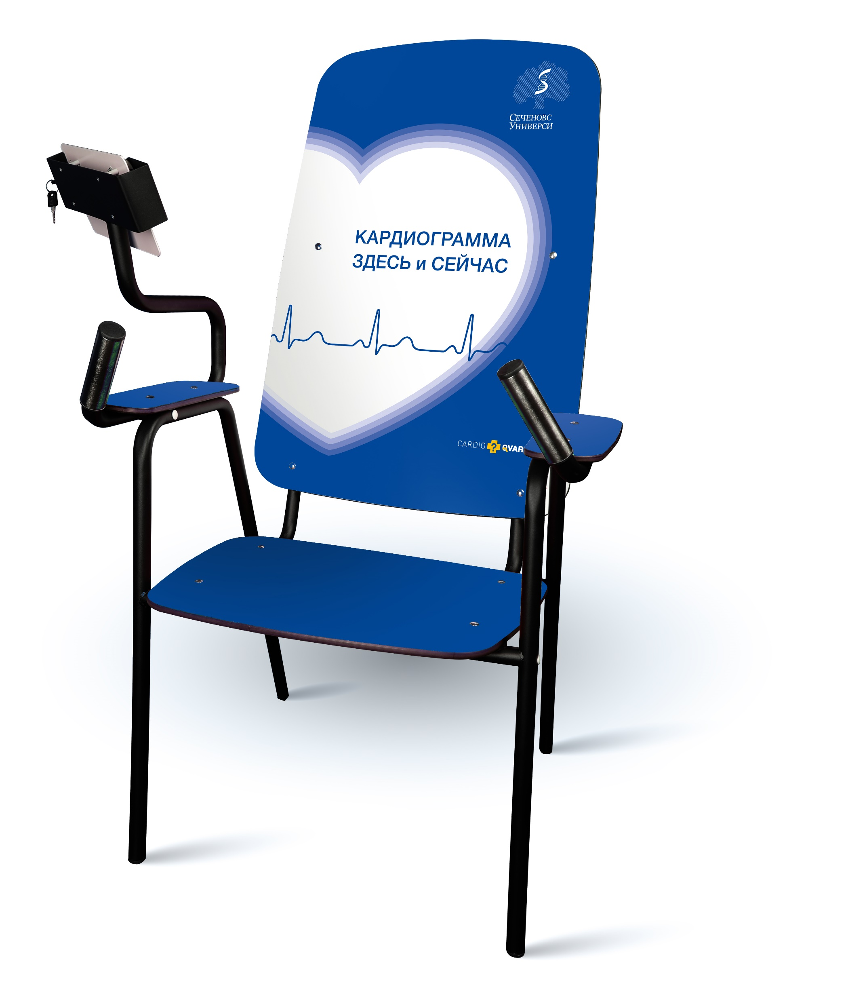 СЕЧЕНОВС
УНИВЕРСИ
КАРДИОГРАММА
ЗДЕСЬ и СЕЙЧАС
CARDIO ? QVAR